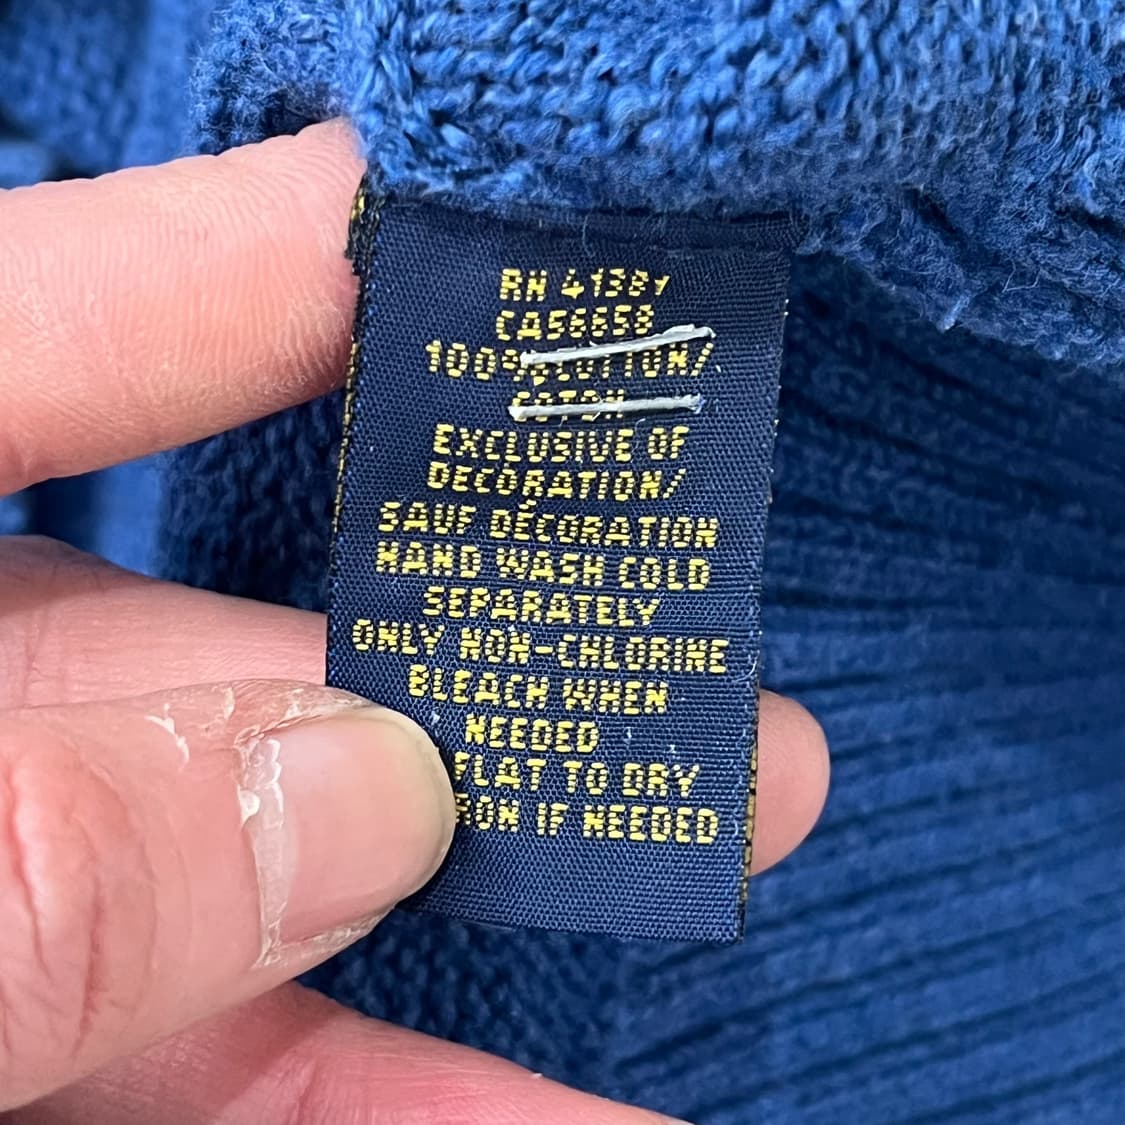 RN 41381
CA56858
100% COTTON/
COTON
EXCLUSIVE OF
DECORATION/
SAUF DÉCORATION
HAND WASH COLD
SEPARATELY
ONLY NON-CHLORINE
BLEACH WHEN
NEEDED
FLAT TO DRY
IF NEEDED